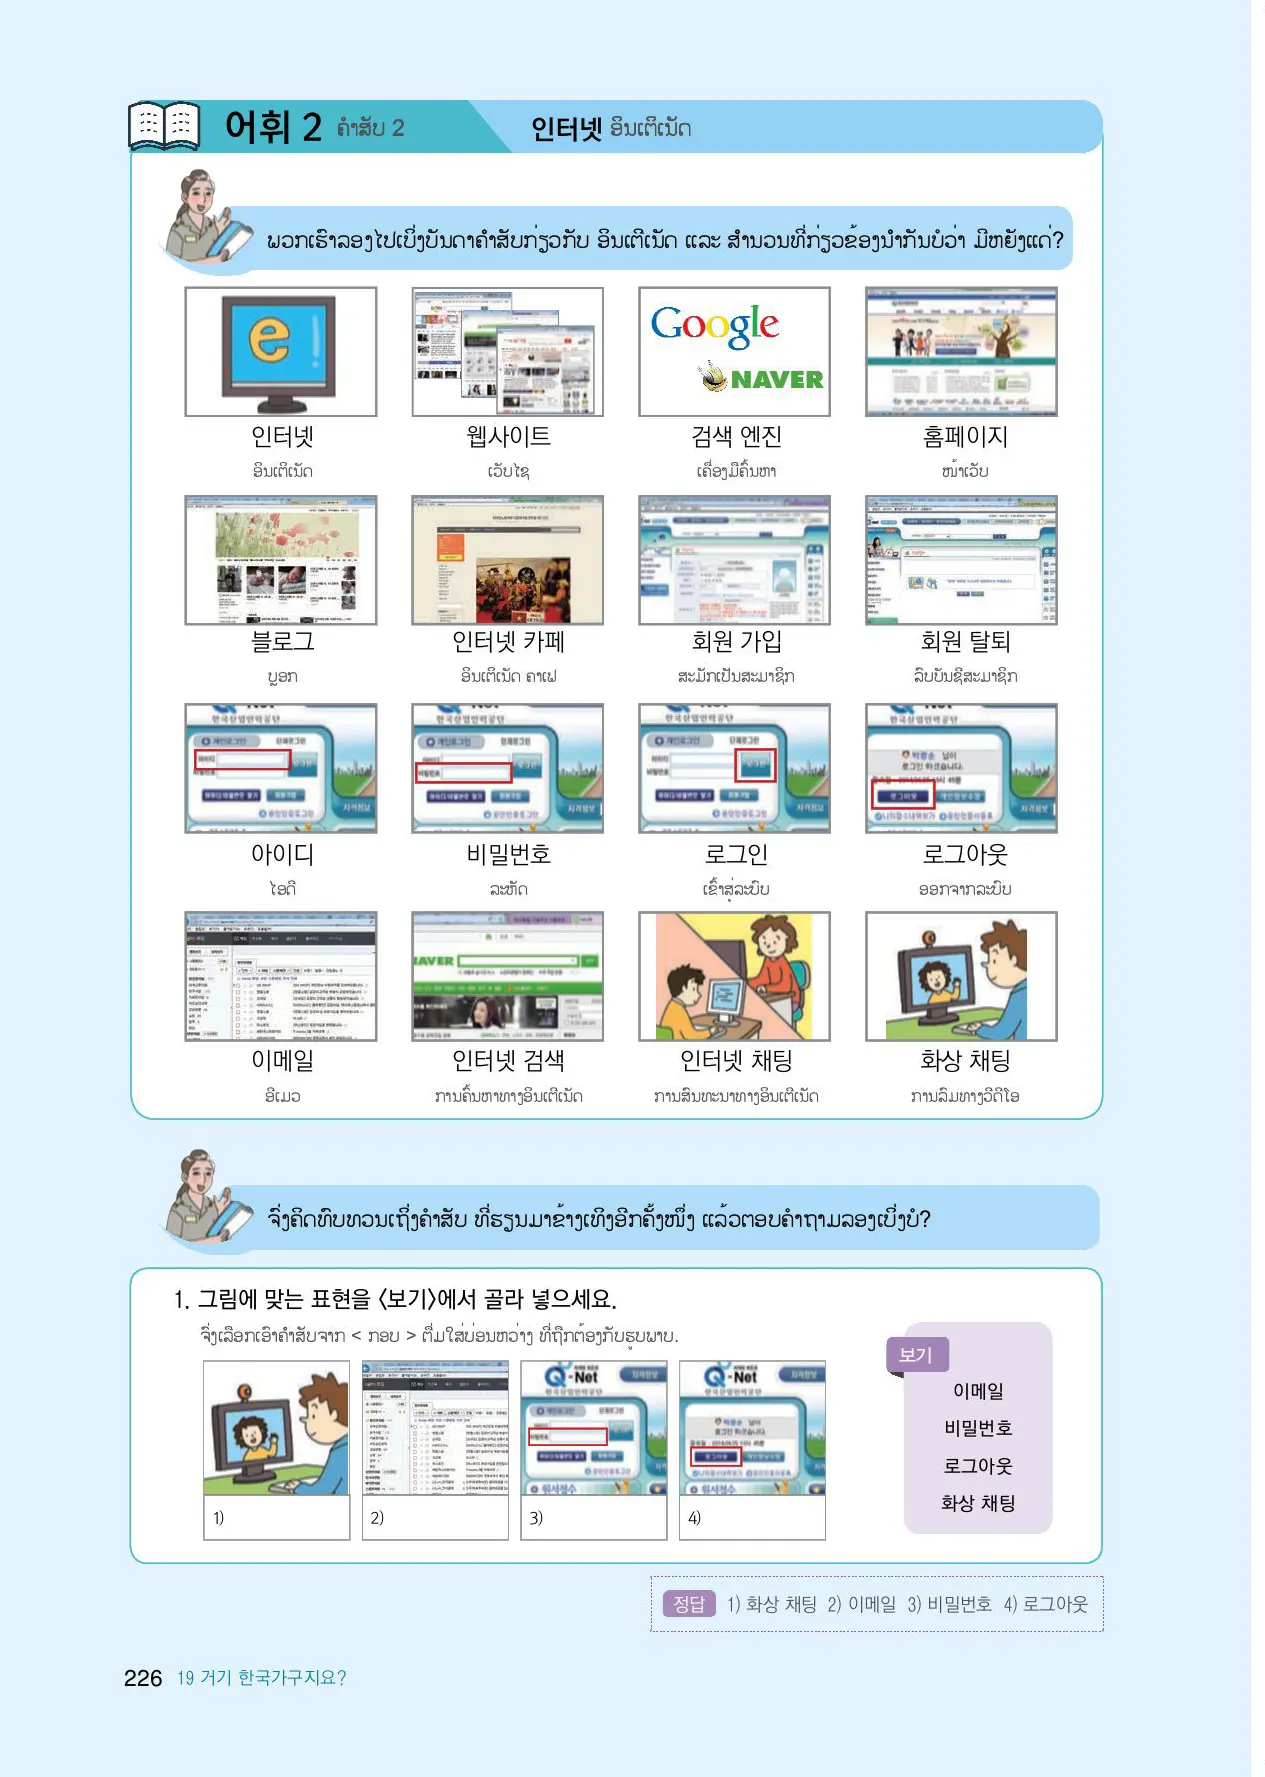 어휘 2 ຄຳສັບ 2 인터넷 ອິນເຕີເນັດ
ພວກເຮົາລອງໄປເບິ່ງບັນດາຄຳສັບກ່ຽວກັບ ອິນເຕີເນັດ ແລະ ສຳນວນທີ່ກ່ຽວຂ້ອງນຳກັນບໍວ່າ ມີຫຍັງແດ່?
Google
NAVER
인터넷 웹사이트 검색 엔진 홈페이지
ອິນເຕີເນັດ ເວັບໄຊ ເຄື່ອງມືຄົ້ນຫາ ໜ້າເວັບ
블로그 인터넷 카페 회원 가입 회원 탈퇴
ບຼອກ ອິນເຕີເນັດ ຄາເຟ ສະມັກເປັນສະມາຊິກ ລົບບັນຊີສະມາຊິກ
아이디 비밀번호 로그인 로그아웃
ໄອດີ ລະຫັດ ເຂົ້າສູ່ລະບົບ ອອກຈາກລະບົບ
이메일 인터넷 검색 인터넷 채팅 화상 채팅
ອີເມວ ການຄົ້ນຫາທາງອິນເຕີເນັດ ການສົນທະນາທາງອິນເຕີເນັດ ການລົມທາງວີດີໂອ
ຈົ່ງຄິດທົບທວນເຖິ່ງຄຳສັບ ທີ່ຮຽນມາຂ້າງເທິງອີກຄັ້ງໜຶ່ງ ແລ້ວຕອບຄຳຖາມລອງເບິ່ງບໍ?
1. 그림에 맞는 표현을 〈보기〉에서 골라 넣으세요.
ຈົ່ງເລືອກເອົາຄຳສັບຈາກ < ກອບ > ຕື່ມໃສ່ບ່ອນຫວ່າງ ທີ່ຖືກຕ້ອງກັບຮູບພາບ.
보기
이메일
비밀번호
로그아웃
화상 채팅
Q-Net
Q-Net
1) 2) 3) 4)
정답 1) 화상 채팅 2) 이메일 3) 비밀번호 4) 로그아웃
226 19 거기 한국가구지요?